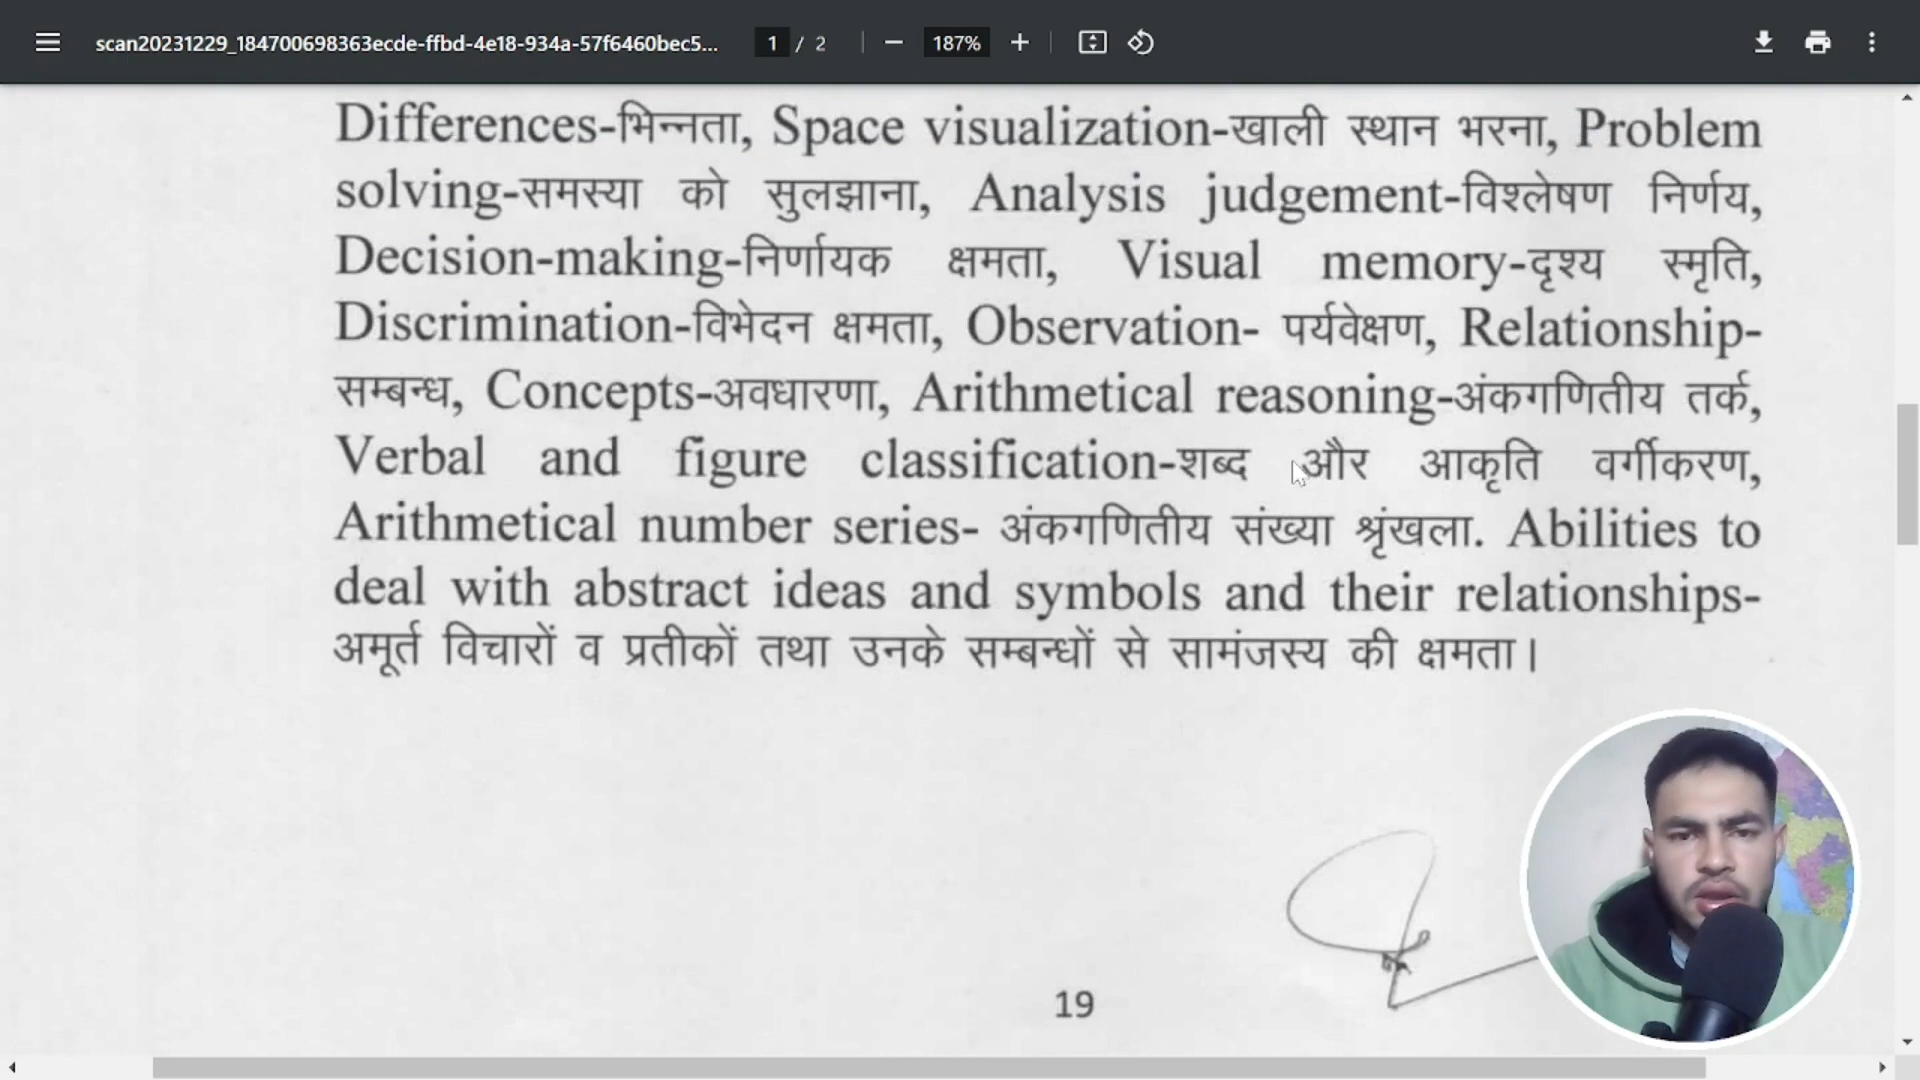 scan20231229_184700698363ecde-ffbd-4e18-934a-57f6460bec5... 1 / 2 187%
Differences-भिन्नता, Space visualization-खाली स्थान भरना, Problem
solving-समस्या को सुलझाना, Analysis judgement-विश्लेषण निर्णय,
Decision-making-निर्णायक क्षमता, Visual memory-दृश्य स्मृति,
Discrimination-विभेदन क्षमता, Observation- पर्यवेक्षण, Relationship-
सम्बन्ध, Concepts-अवधारणा, Arithmetical reasoning-अंकगणितीय तर्क,
Verbal and figure classification-शब्द और आकृति वर्गीकरण,
Arithmetical number series- अंकगणितीय संख्या श्रृंखला. Abilities to
deal with abstract ideas and symbols and their relationships-
अमूर्त विचारों व प्रतीकों तथा उनके सम्बन्धों से सामंजस्य की क्षमता।
19